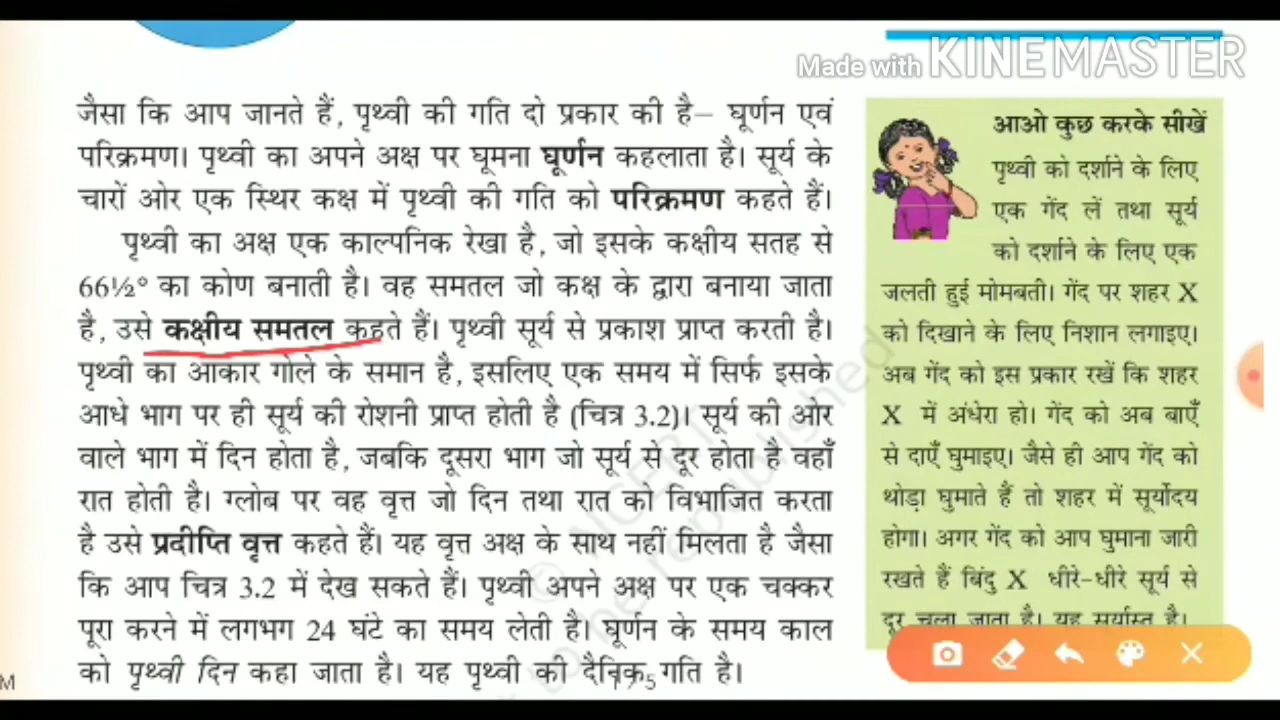 Made with KINEMASTER
जैसा कि आप जानते हैं, पृथ्वी की गति दो प्रकार की है– घूर्णन एवं
परिक्रमण। पृथ्वी का अपने अक्ष पर घूमना घूर्णन कहलाता है। सूर्य के
चारों ओर एक स्थिर कक्ष में पृथ्वी की गति को परिक्रमण कहते हैं।
पृथ्वी का अक्ष एक काल्पनिक रेखा है, जो इसके कक्षीय सतह से
66½° का कोण बनाती है। वह समतल जो कक्ष के द्वारा बनाया जाता
है, उसे कक्षीय समतल कहते हैं। पृथ्वी सूर्य से प्रकाश प्राप्त करती है।
पृथ्वी का आकार गोले के समान है, इसलिए एक समय में सिर्फ इसके
आधे भाग पर ही सूर्य की रोशनी प्राप्त होती है (चित्र 3.2)। सूर्य की ओर
वाले भाग में दिन होता है, जबकि दूसरा भाग जो सूर्य से दूर होता है वहाँ
रात होती है। ग्लोब पर वह वृत्त जो दिन तथा रात को विभाजित करता
है उसे प्रदीप्ति वृत्त कहते हैं। यह वृत्त अक्ष के साथ नहीं मिलता है जैसा
कि आप चित्र 3.2 में देख सकते हैं। पृथ्वी अपने अक्ष पर एक चक्कर
पूरा करने में लगभग 24 घंटे का समय लेती है। घूर्णन के समय काल
को पृथ्वी दिन कहा जाता है। यह पृथ्वी की दैनिक गति है।
आओ कुछ करके सीखें
पृथ्वी को दर्शाने के लिए
एक गेंद लें तथा सूर्य
को दर्शाने के लिए एक
जलती हुई मोमबती। गेंद पर शहर X
को दिखाने के लिए निशान लगाइए।
अब गेंद को इस प्रकार रखें कि शहर
X में अंधेरा हो। गेंद को अब बाएँ
से दाएँ घुमाइए। जैसे ही आप गेंद को
थोड़ा घुमाते हैं तो शहर में सूर्योदय
होगा। अगर गेंद को आप घुमाना जारी
रखते हैं बिंदु X धीरे-धीरे सूर्य से
दूर चला जाता है। यह सूर्यास्त है।
M